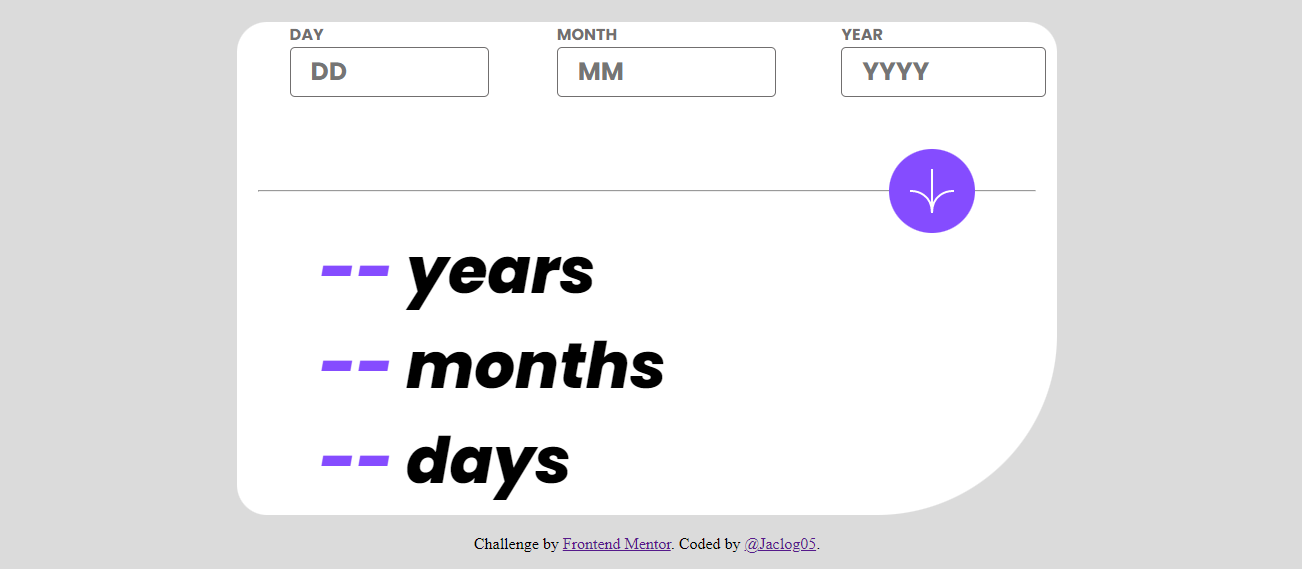 DAY MONTH YEAR
DD MM YYYY
-- years
-- months
-- days
Challenge by Frontend Mentor. Coded by @Jaclog05.